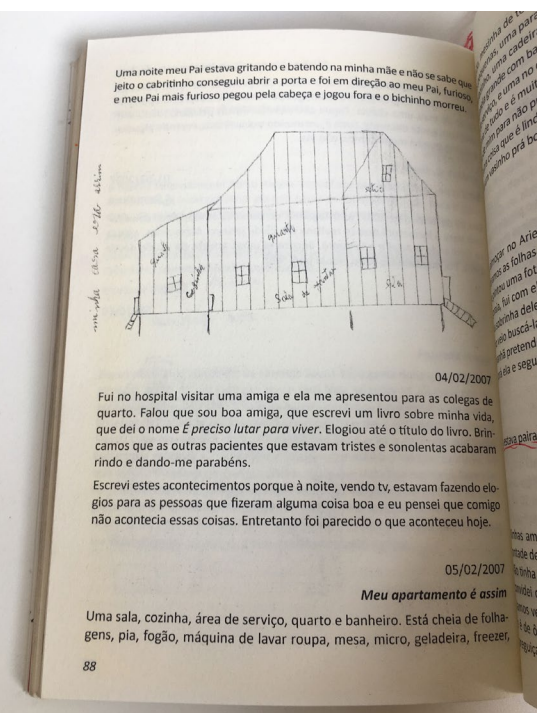 Uma noite meu Pai estava gritando e batendo na minha mãe e não se sabe que
jeito o cabritinho conseguiu abrir a porta e foi em direção ao meu Pai, furioso,
e meu Pai mais furioso pegou pela cabeça e jogou fora e o bichinho morreu.
minha casa era assim
sótão
quarto
quarto
Cozinha
Sala de jantar
Sala
04/02/2007
Fui no hospital visitar uma amiga e ela me apresentou para as colegas de
quarto. Falou que sou boa amiga, que escrevi um livro sobre minha vida,
que dei o nome É preciso lutar para viver. Elogiou até o título do livro. Brin-
camos que as outras pacientes que estavam tristes e sonolentas acabaram
rindo e dando-me parabéns.
Escrevi estes acontecimentos porque à noite, vendo tv, estavam fazendo elo-
gios para as pessoas que fizeram alguma coisa boa e eu pensei que comigo
não acontecia essas coisas. Entretanto foi parecido o que aconteceu hoje.
05/02/2007
Meu apartamento é assim
Uma sala, cozinha, área de serviço, quarto e banheiro. Está cheia de folha-
gens, pia, fogão, máquina de lavar roupa, mesa, micro, geladeira, freezer,
88